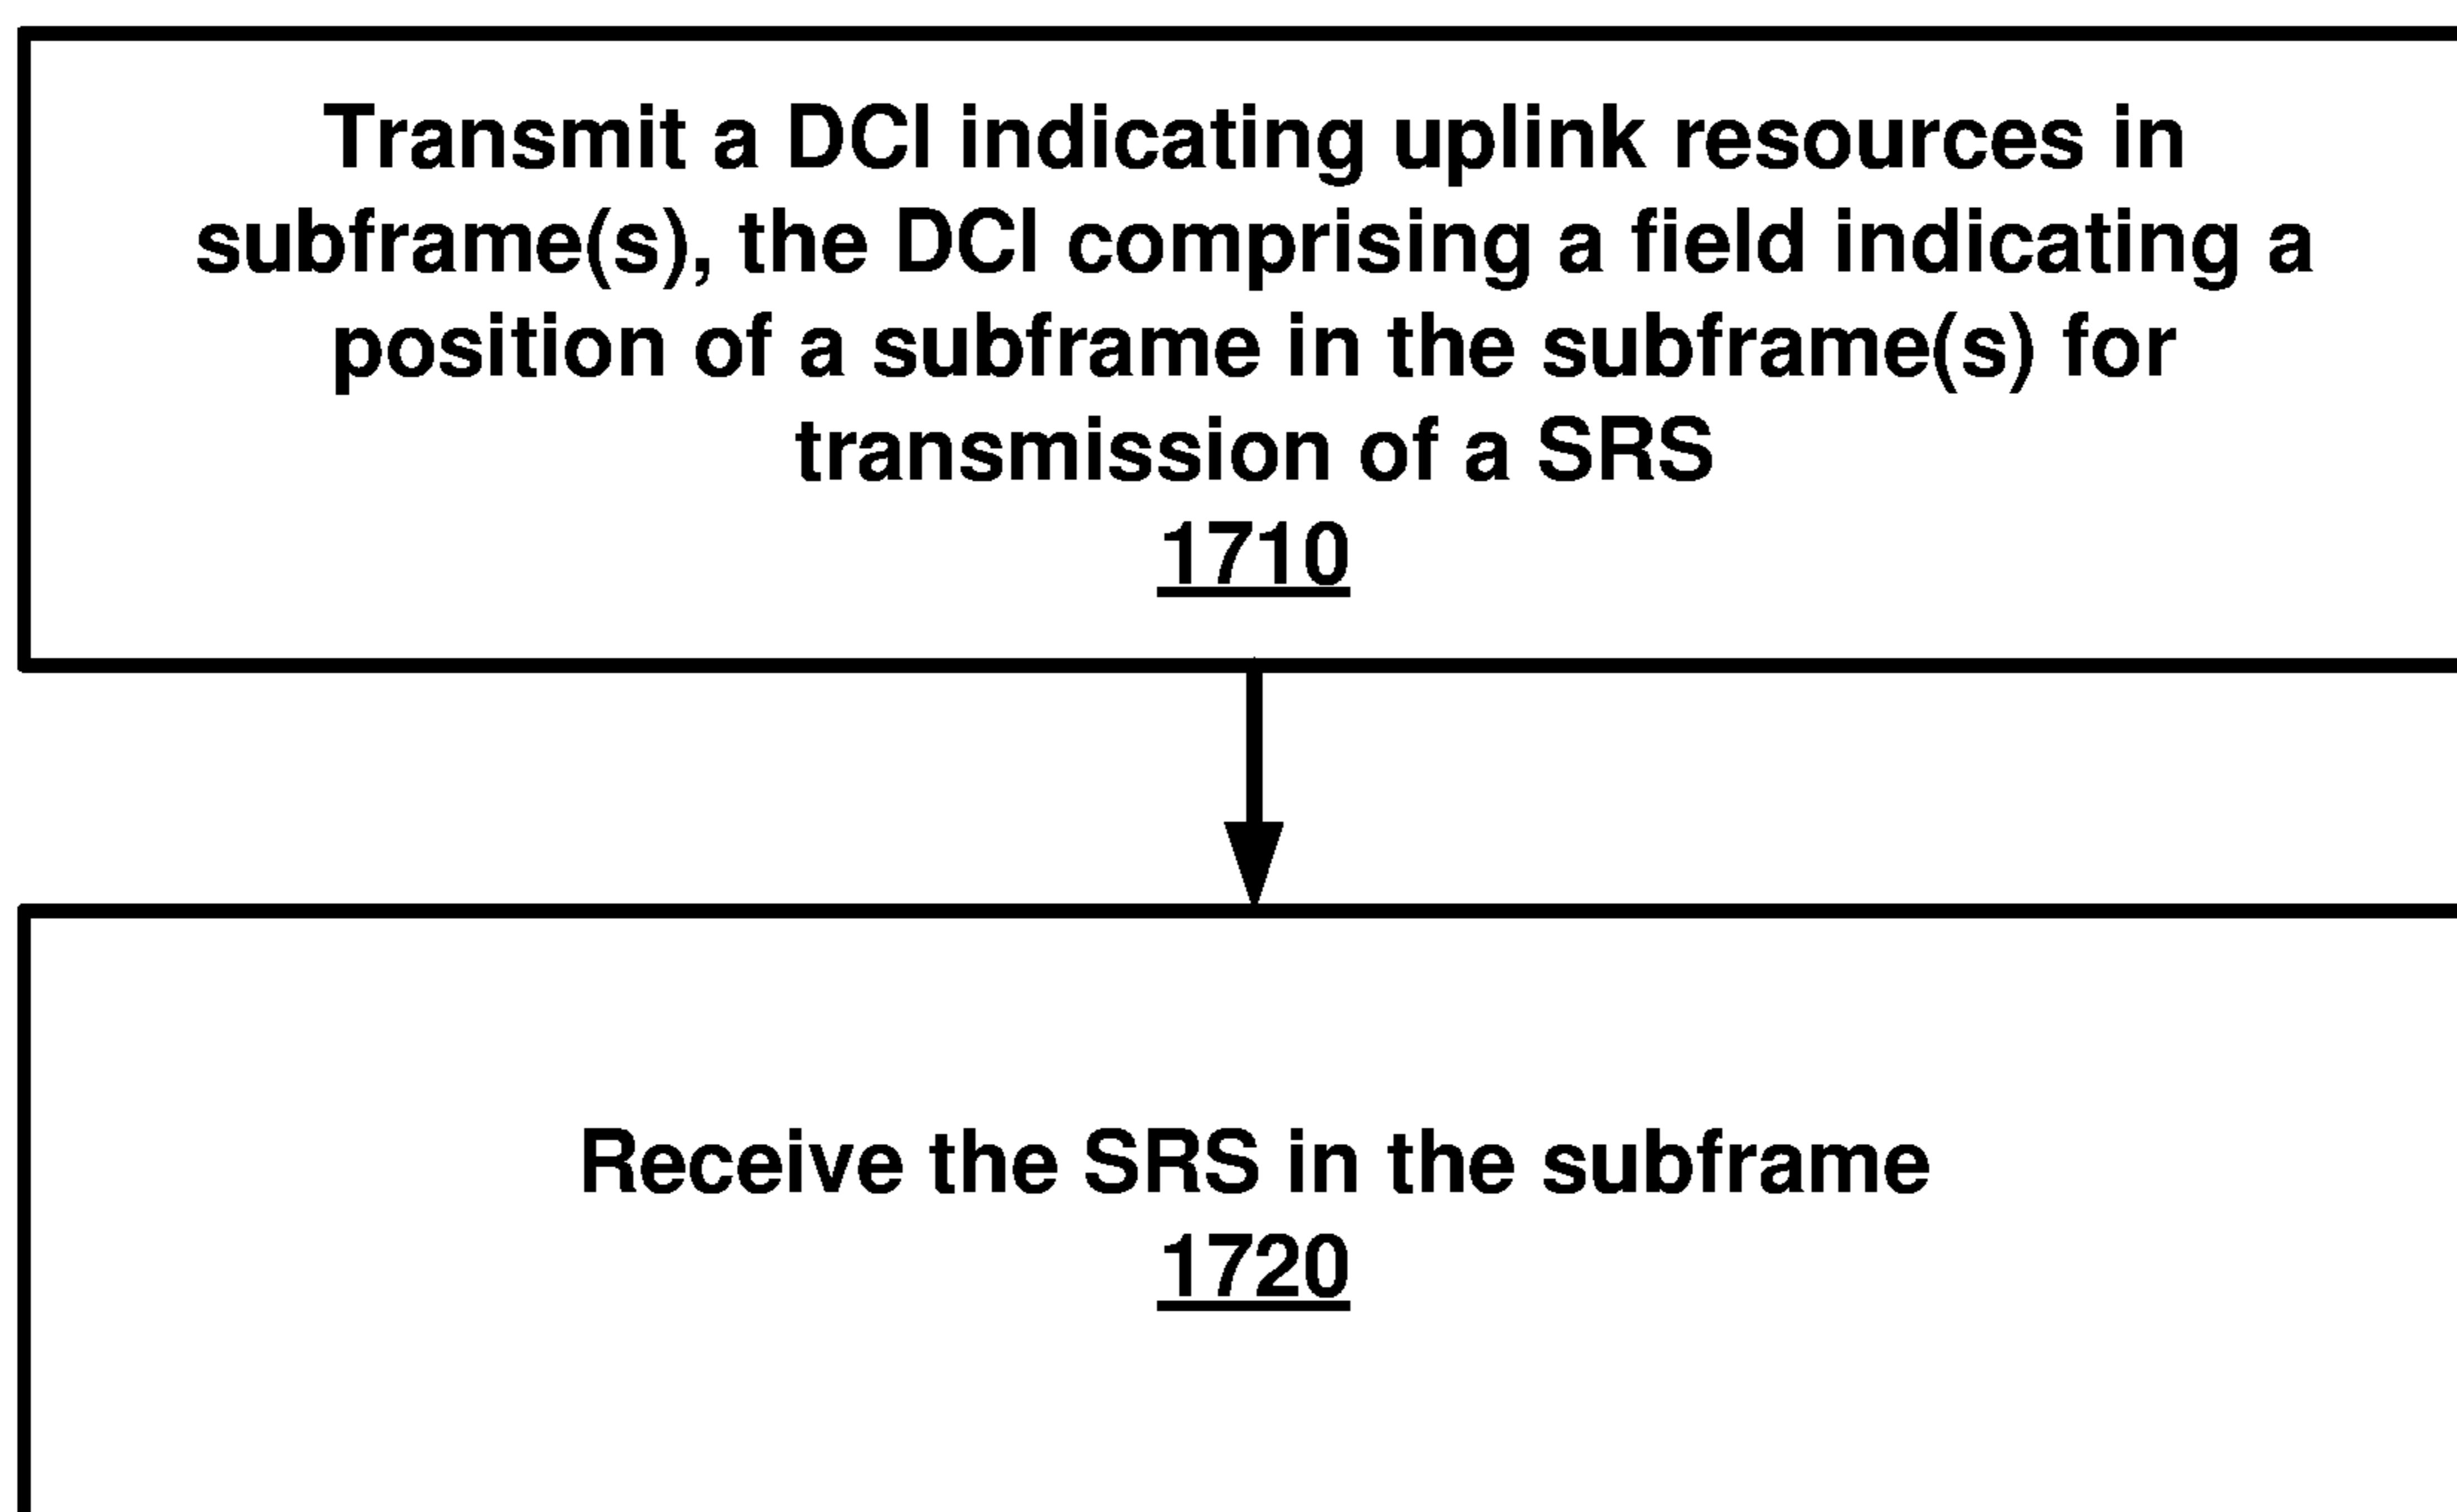 Transmit a DCI indicating uplink resources in
subframe(s), the DCI comprising a field indicating a
position of a subframe in the subframe(s) for
transmission of a SRS
1710
Receive the SRS in the subframe
1720